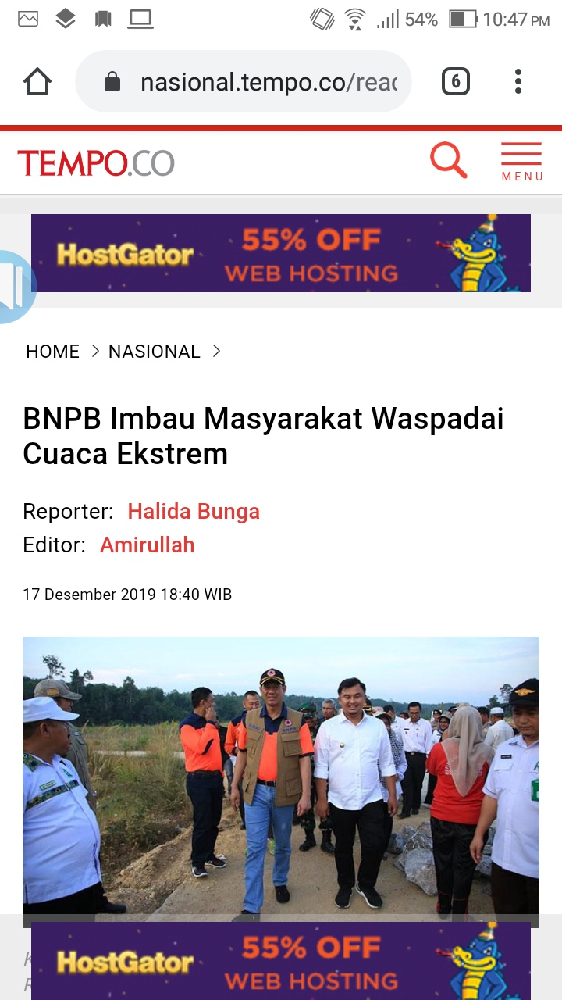 54% 10:47 PM
nasional.tempo.co/read
6
TEMPO.CO
MENU
HostGator
55% OFF
WEB HOSTING
HOME > NASIONAL >
BNPB Imbau Masyarakat Waspadai
Cuaca Ekstrem
Reporter: Halida Bunga
Editor: Amirullah
17 Desember 2019 18:40 WIB
BNPB
HostGator
55% OFF
WEB HOSTING